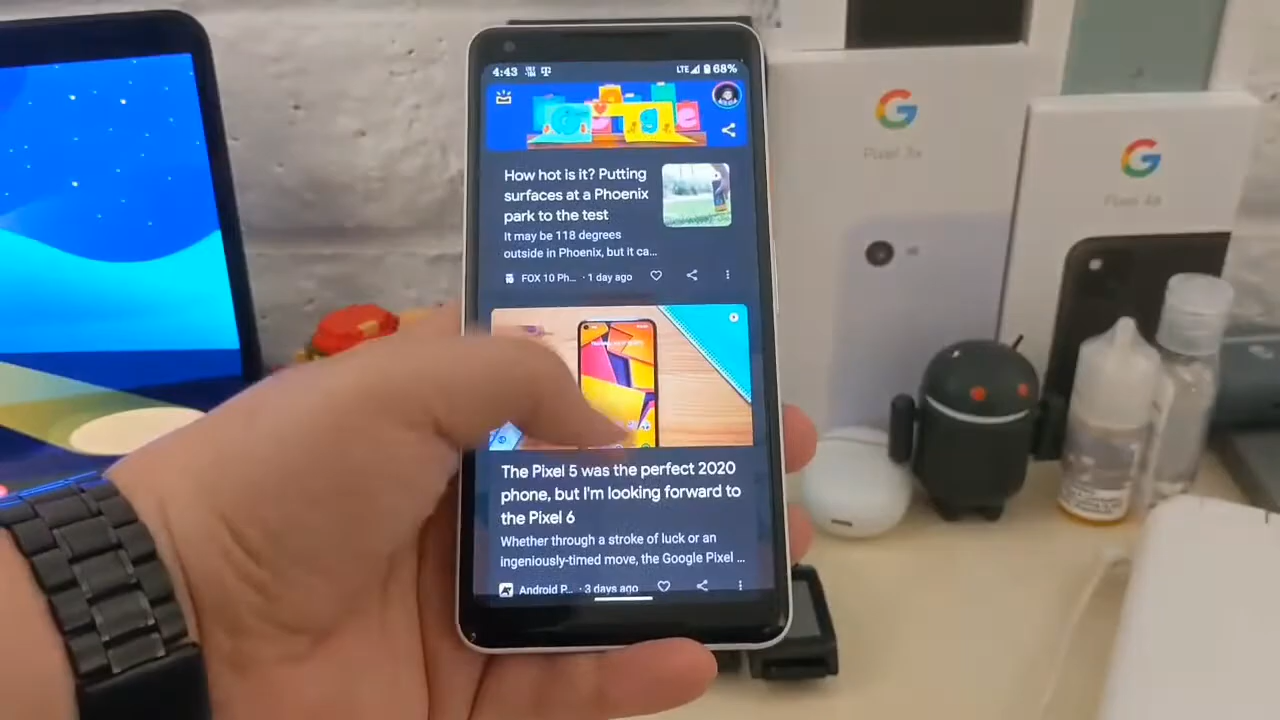 4:43
LTE
68%
How hot is it? Putting
surfaces at a Phoenix
park to the test
It may be 118 degrees
outside in Phoenix, but it ca...
FOX 10 Ph... · 1 day ago
The Pixel 5 was the perfect 2020
phone, but I'm looking forward to
the Pixel 6
Whether through a stroke of luck or an
ingeniously-timed move, the Google Pixel ...
Android P... · 3 days ago
G
Pixel 3a
G
Pixel 4a